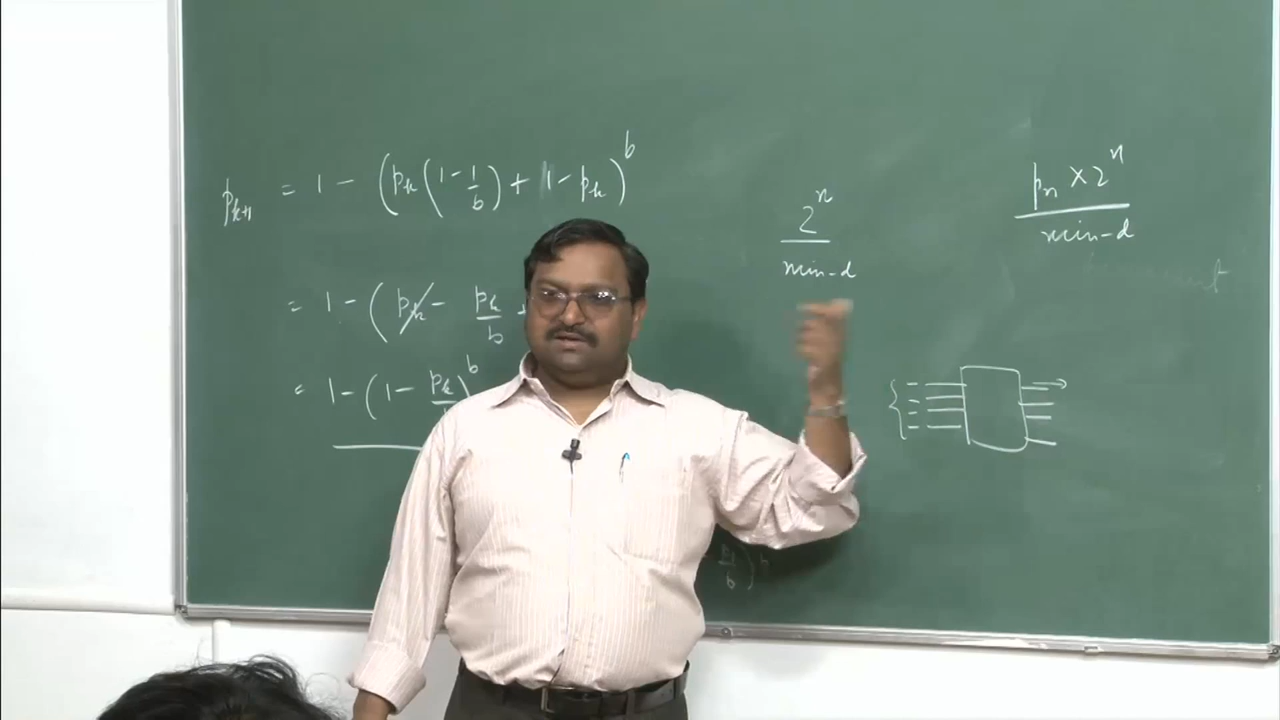 p_{k+1} = 1 - (p_k(1 - 1/b) + 1 - p_k)^b
= 1 - (p_k - p_k/b +
= 1 - (1 - p_k/
)^b
2^n
min-d
p_n × 2^n
min-d
p_k/b )^b